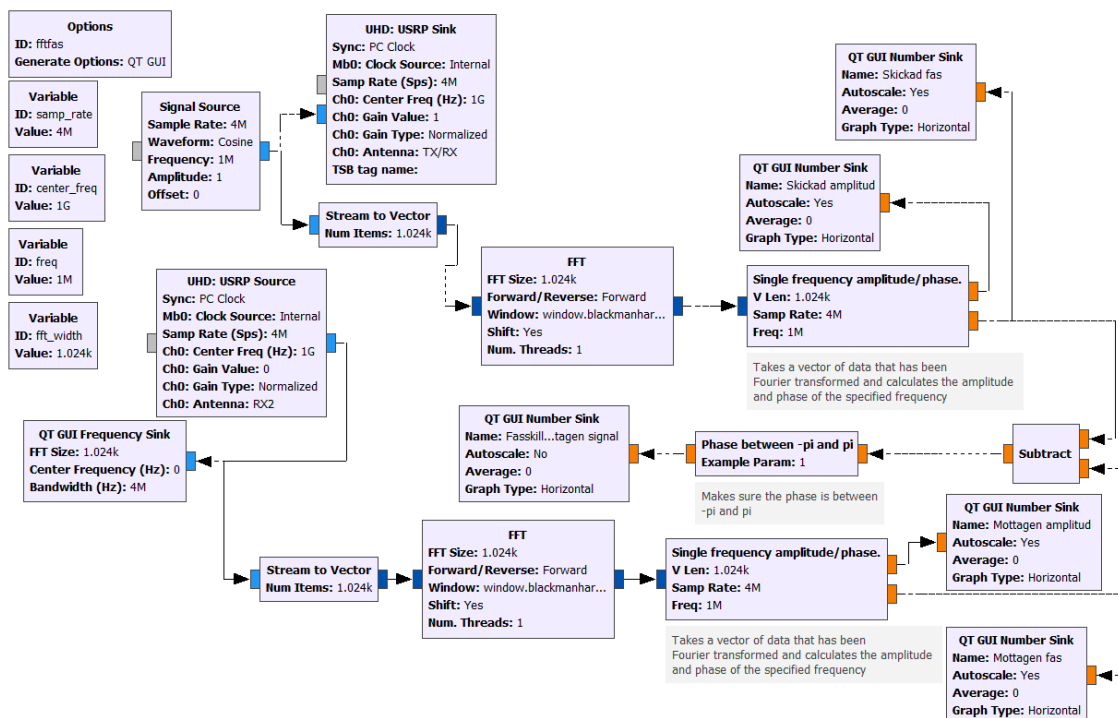 Options
ID: fftfas
Generate Options: QT GUI
Variable
ID: samp_rate
Value: 4M
Variable
ID: center_freq
Value: 1G
Variable
ID: freq
Value: 1M
Variable
ID: fft_width
Value: 1.024k
Signal Source
Sample Rate: 4M
Waveform: Cosine
Frequency: 1M
Amplitude: 1
Offset: 0
UHD: USRP Sink
Sync: PC Clock
Mb0: Clock Source: Internal
Samp Rate (Sps): 4M
Ch0: Center Freq (Hz): 1G
Ch0: Gain Value: 1
Ch0: Gain Type: Normalized
Ch0: Antenna: TX/RX
TSB tag name:
Stream to Vector
Num Items: 1.024k
FFT
FFT Size: 1.024k
Forward/Reverse: Forward
Window: window.blackmanhar...
Shift: Yes
Num. Threads: 1
QT GUI Number Sink
Name: Skickad fas
Autoscale: Yes
Average: 0
Graph Type: Horizontal
QT GUI Number Sink
Name: Skickad amplitud
Autoscale: Yes
Average: 0
Graph Type: Horizontal
Single frequency amplitude/phase.
V Len: 1.024k
Samp Rate: 4M
Freq: 1M
Takes a vector of data that has been
Fourier transformed and calculates the amplitude
and phase of the specified frequency
UHD: USRP Source
Sync: PC Clock
Mb0: Clock Source: Internal
Samp Rate (Sps): 4M
Ch0: Center Freq (Hz): 1G
Ch0: Gain Value: 0
Ch0: Gain Type: Normalized
Ch0: Antenna: RX2
QT GUI Frequency Sink
FFT Size: 1.024k
Center Frequency (Hz): 0
Bandwidth (Hz): 4M
QT GUI Number Sink
Name: Fasskill...tagen signal
Autoscale: No
Average: 0
Graph Type: Horizontal
Phase between -pi and pi
Example Param: 1
Makes sure the phase is between
-pi and pi
Subtract
Stream to Vector
Num Items: 1.024k
FFT
FFT Size: 1.024k
Forward/Reverse: Forward
Window: window.blackmanhar...
Shift: Yes
Num. Threads: 1
Single frequency amplitude/phase.
V Len: 1.024k
Samp Rate: 4M
Freq: 1M
Takes a vector of data that has been
Fourier transformed and calculates the amplitude
and phase of the specified frequency
QT GUI Number Sink
Name: Mottagen amplitud
Autoscale: Yes
Average: 0
Graph Type: Horizontal
QT GUI Number Sink
Name: Mottagen fas
Autoscale: Yes
Average: 0
Graph Type: Horizontal